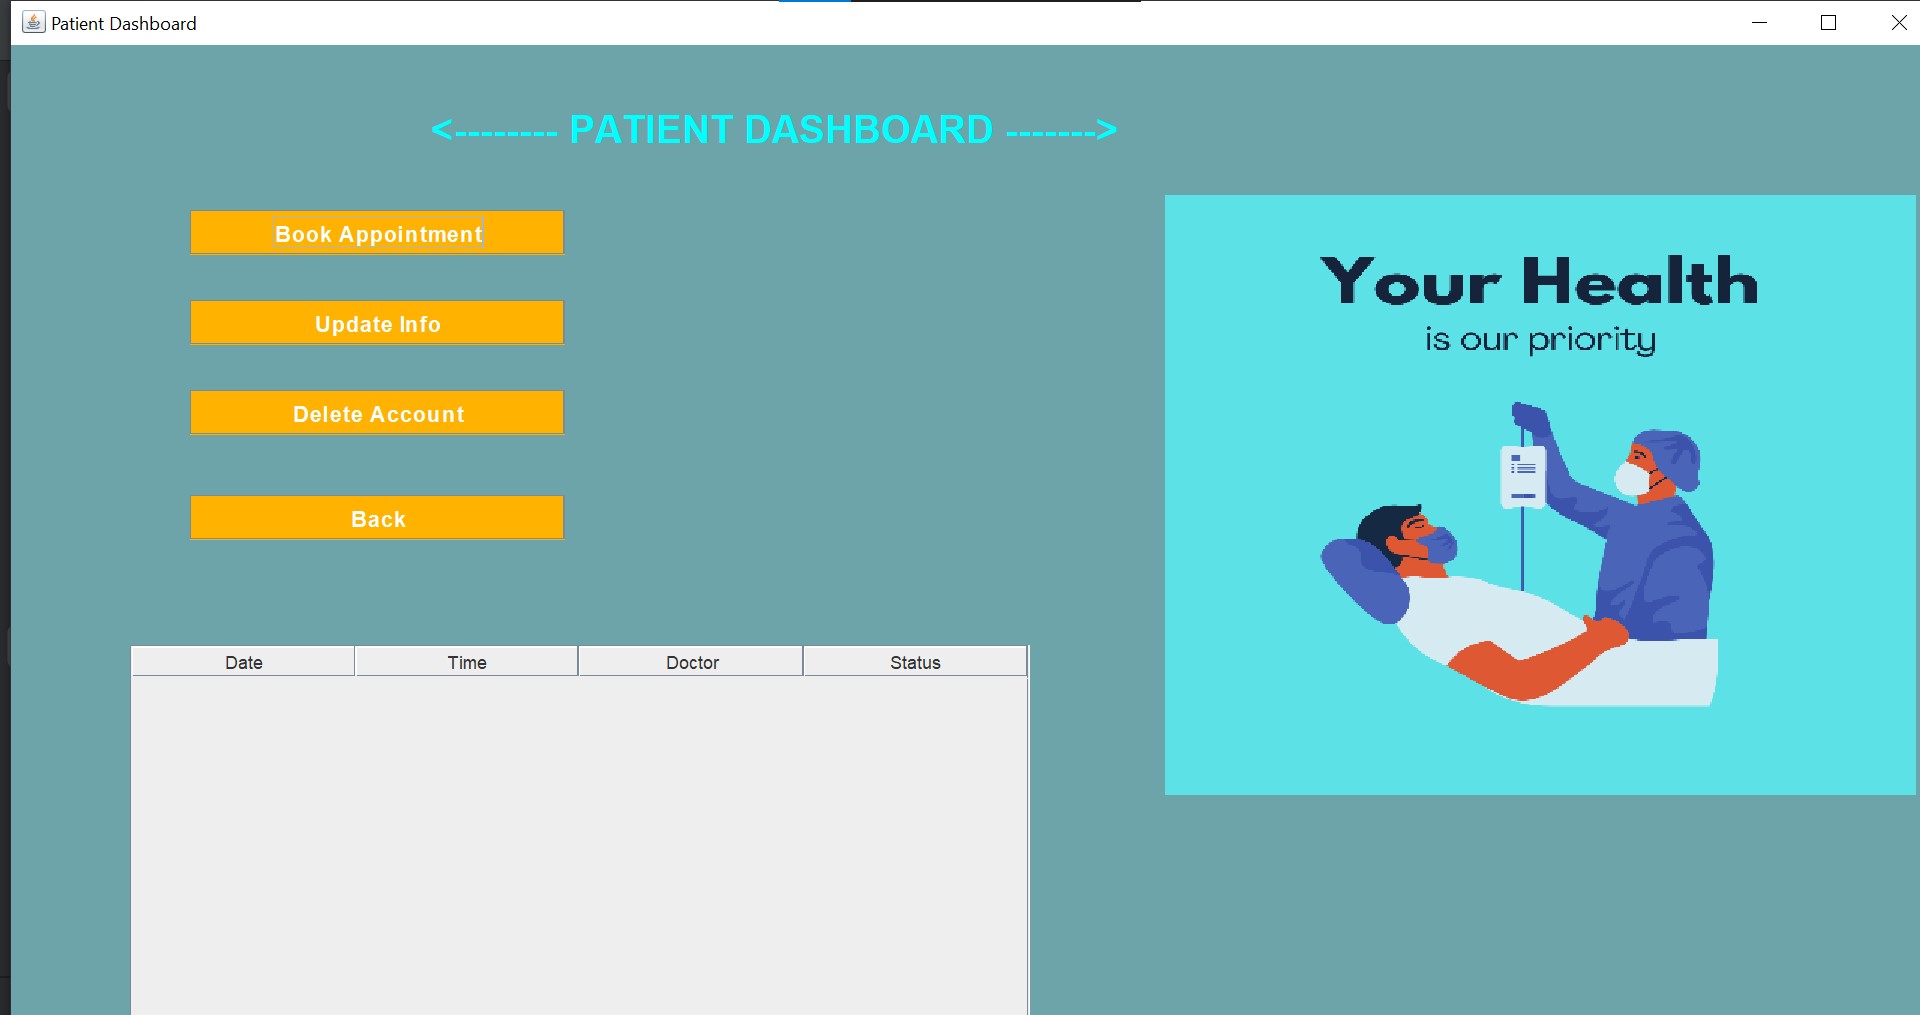 Patient Dashboard
<-------- PATIENT DASHBOARD ------->
Book Appointment
Update Info
Delete Account
Back
Your Health
is our priority
Date Time Doctor Status